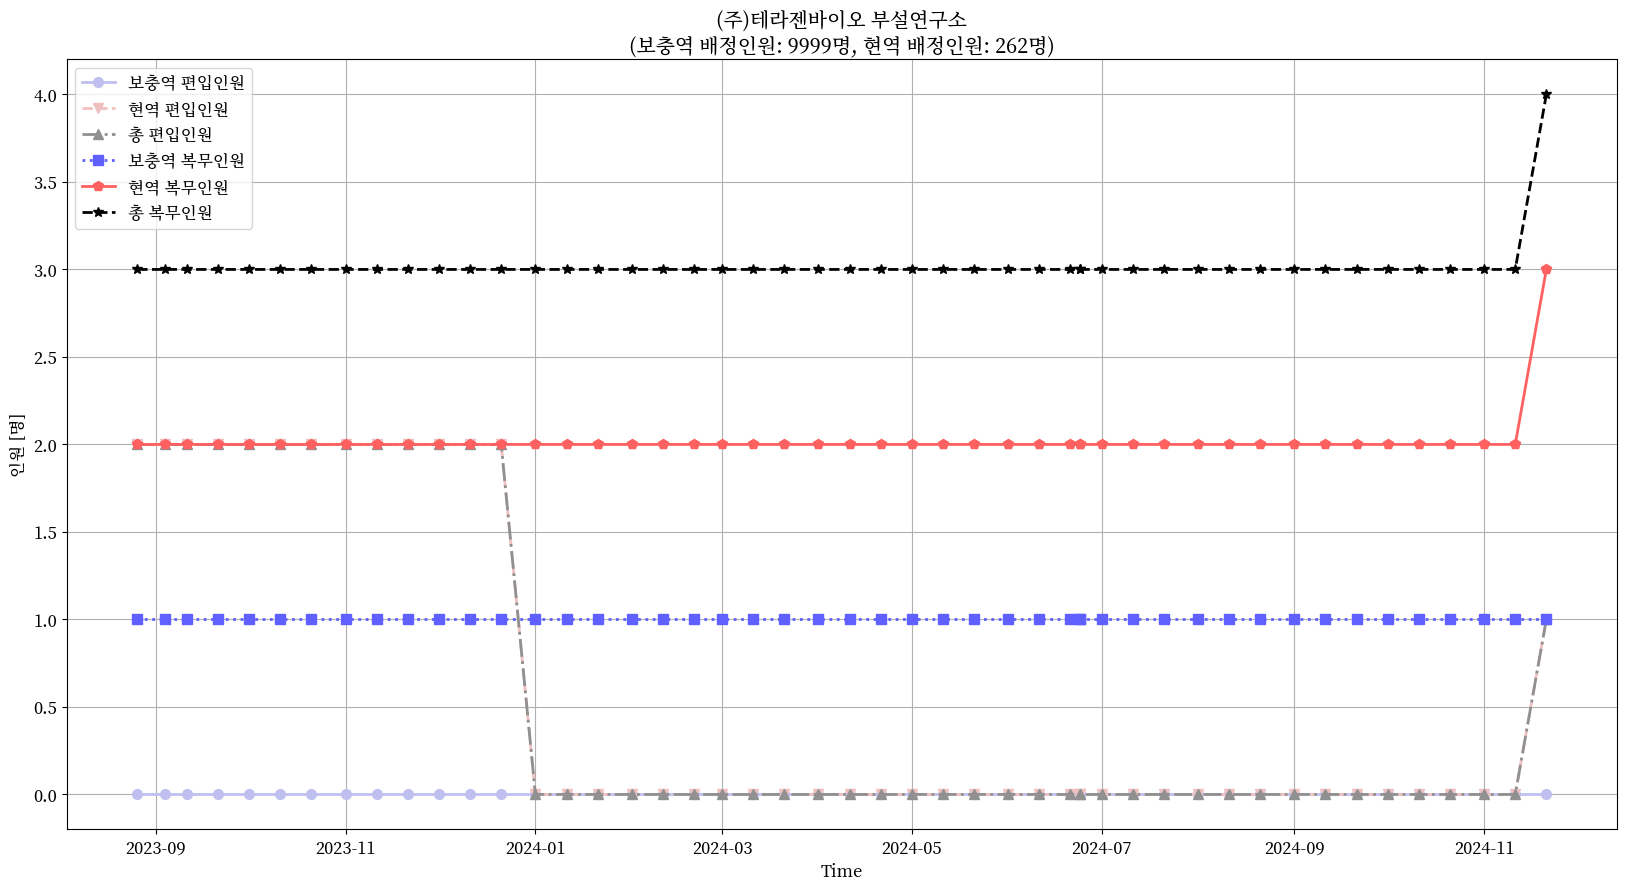 (주)테라젠바이오 부설연구소
(보충역 배정인원: 9999명, 현역 배정인원: 262명)
보충역 편입인원
현역 편입인원
총 편입인원
보충역 복무인원
현역 복무인원
총 복무인원
인원 [명]
4.0
3.5
3.0
2.5
2.0
1.5
1.0
0.5
0.0
2023-09
2023-11
2024-01
2024-03
2024-05
2024-07
2024-09
2024-11
Time